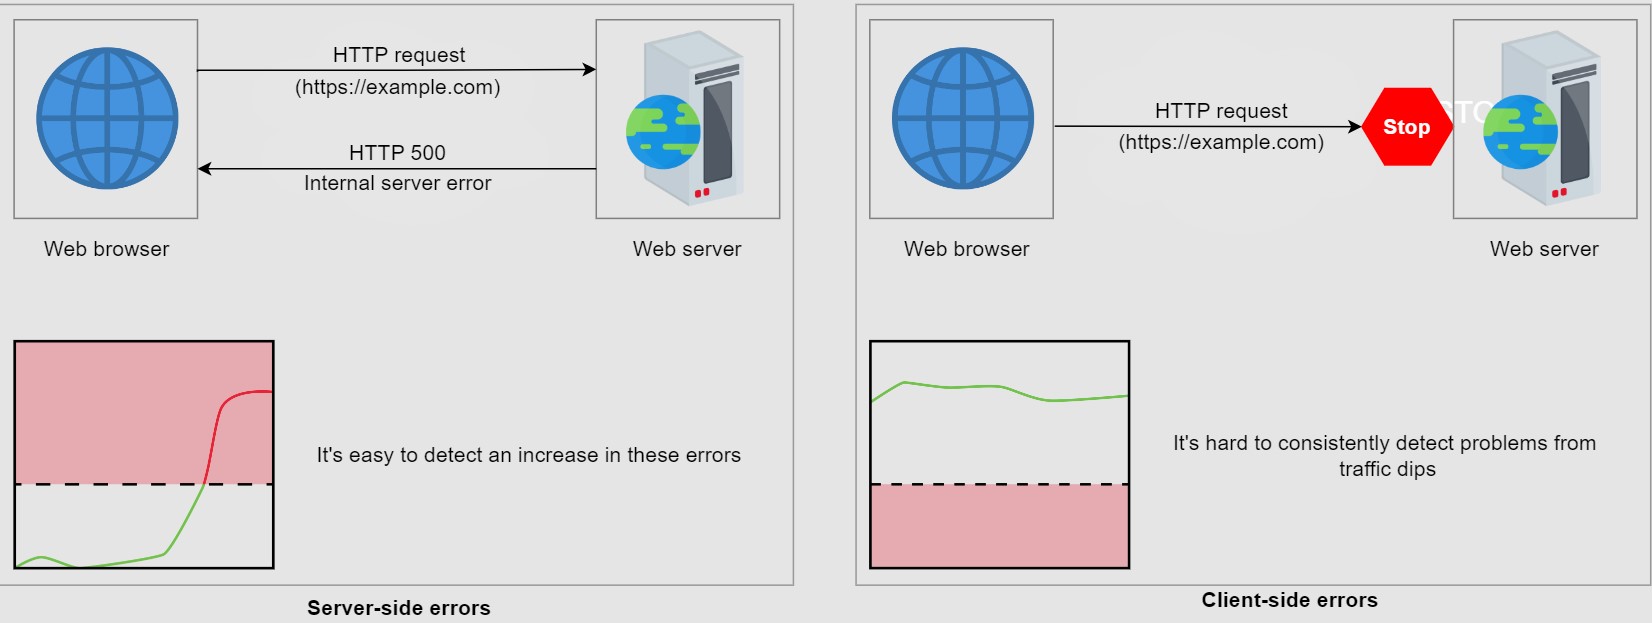 HTTP request
(https://example.com)
HTTP 500
Internal server error
Web browser
Web server
It's easy to detect an increase in these errors
Server-side errors
HTTP request
(https://example.com)
Stop
Web browser
Web server
It's hard to consistently detect problems from
traffic dips
Client-side errors